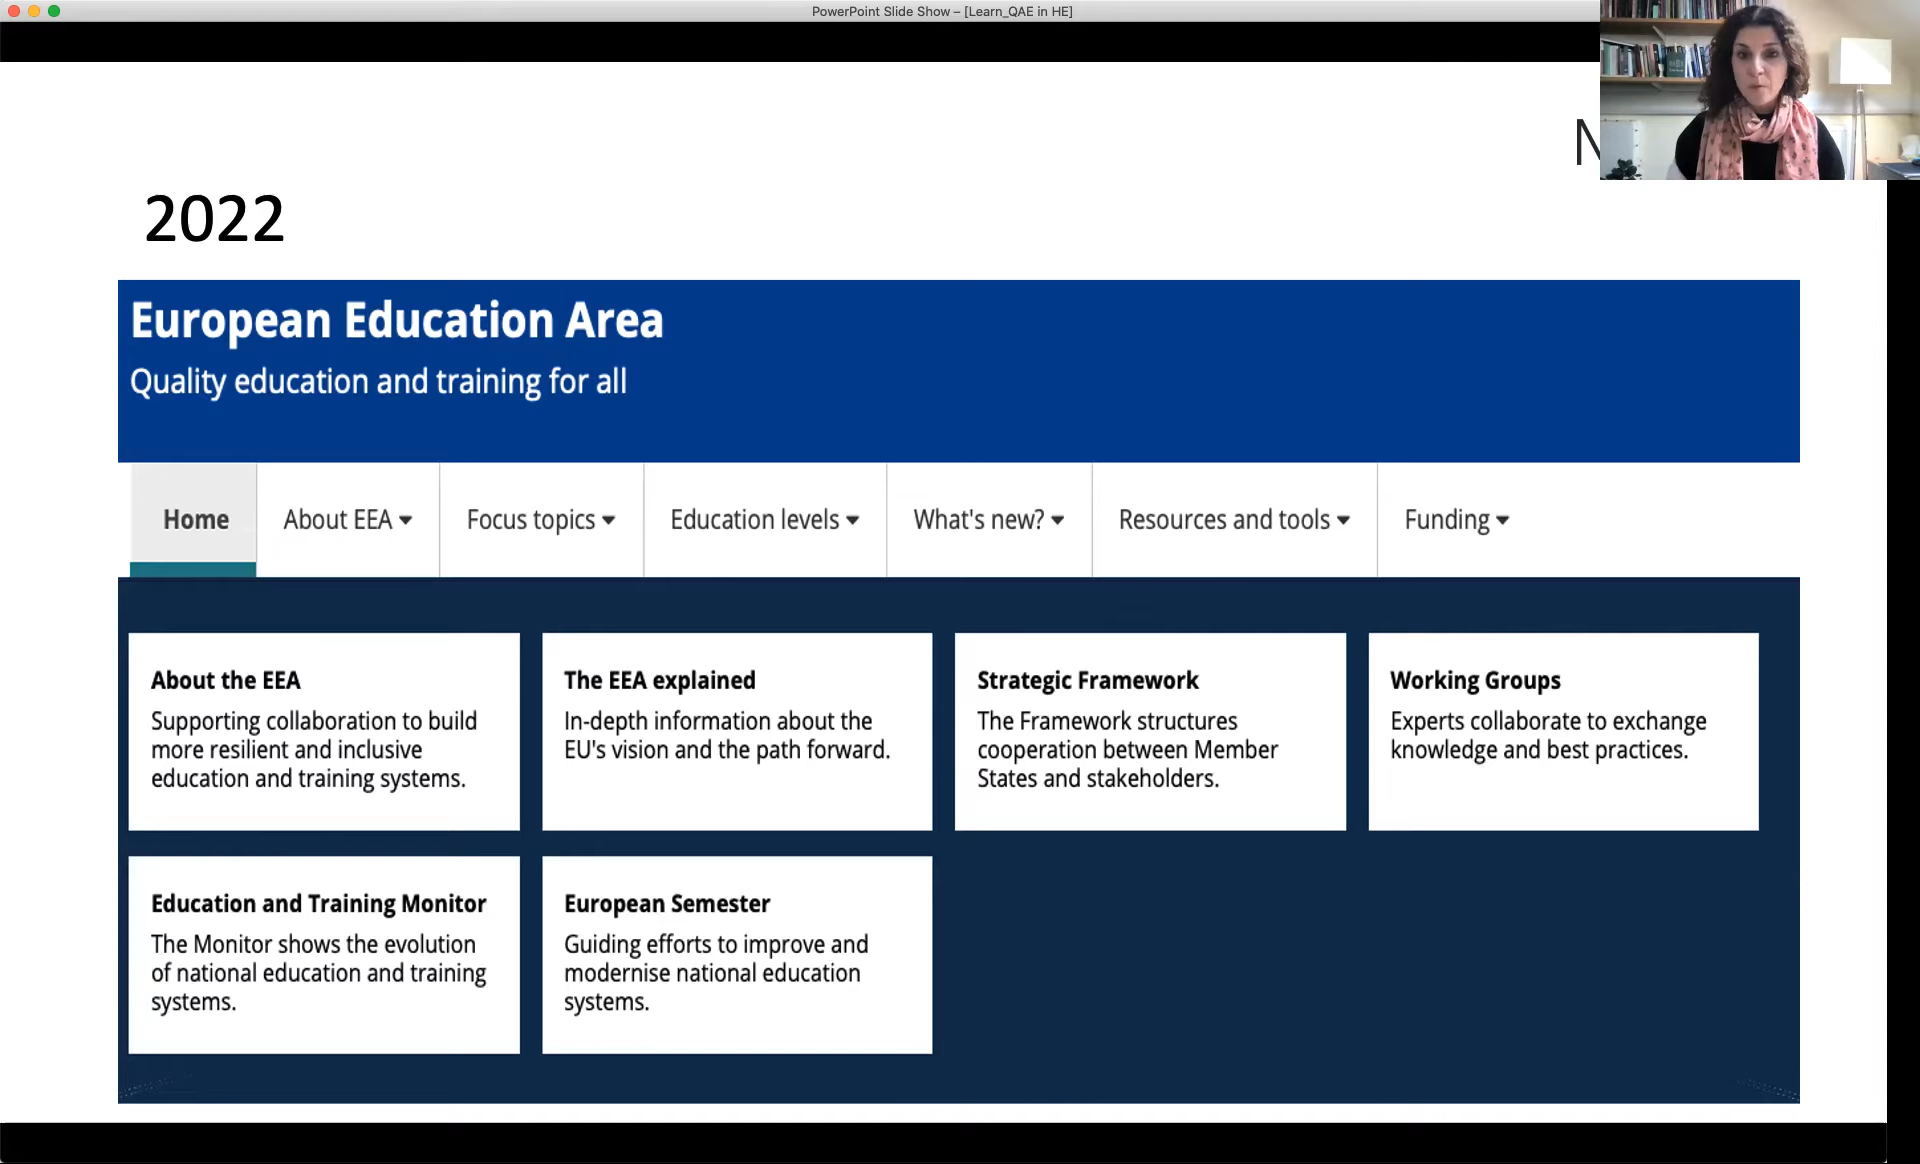 PowerPoint Slide Show – [Learn_QAE in HE]
2022
European Education Area
Quality education and training for all
Home
About EEA
Focus topics
Education levels
What's new?
Resources and tools
Funding
About the EEA
Supporting collaboration to build
more resilient and inclusive
education and training systems.
The EEA explained
In-depth information about the
EU's vision and the path forward.
Strategic Framework
The Framework structures
cooperation between Member
States and stakeholders.
Working Groups
Experts collaborate to exchange
knowledge and best practices.
Education and Training Monitor
The Monitor shows the evolution
of national education and training
systems.
European Semester
Guiding efforts to improve and
modernise national education
systems.